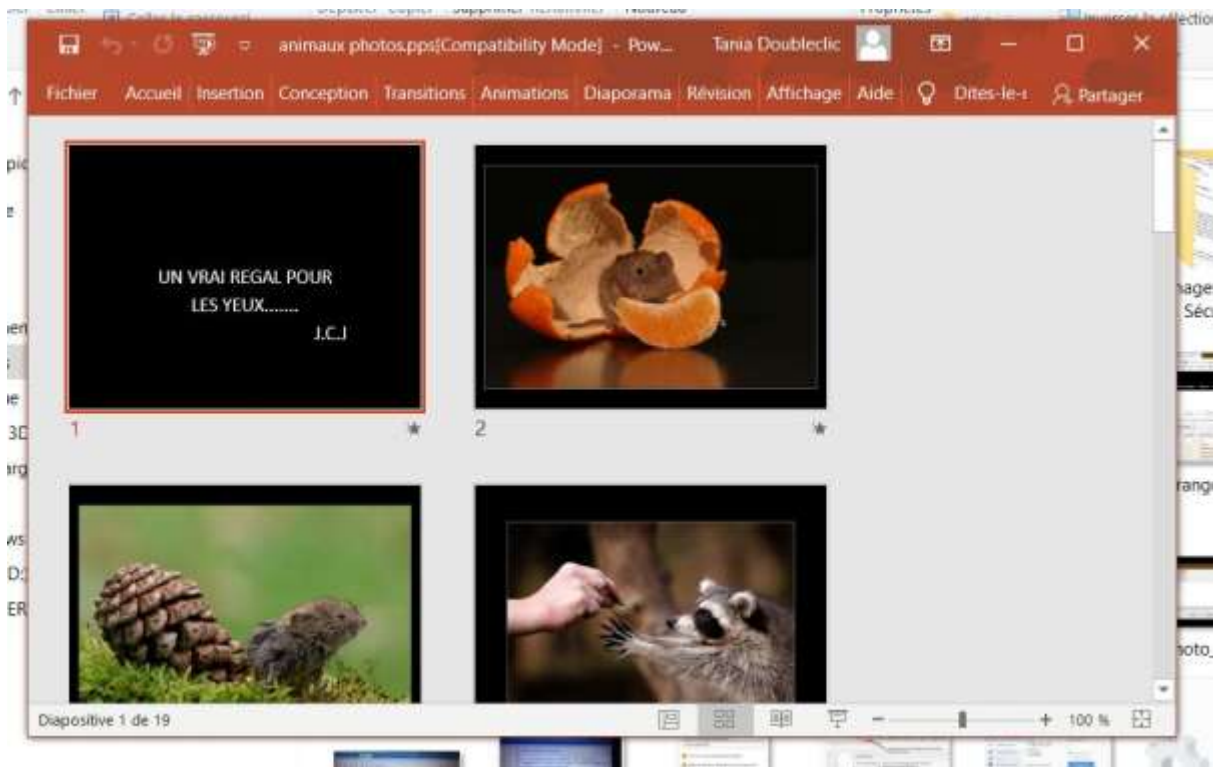 animaux photos.pps[Compatibility Mode] - Pow... Tania Doubleclic
Fichier Accueil Insertion Conception Transitions Animations Diaporama Révision Affichage Aide Dites-le- Partager
UN VRAI REGAL POUR
LES YEUX.......
J.C.J
1
2
Diapositive 1 de 19
100 %